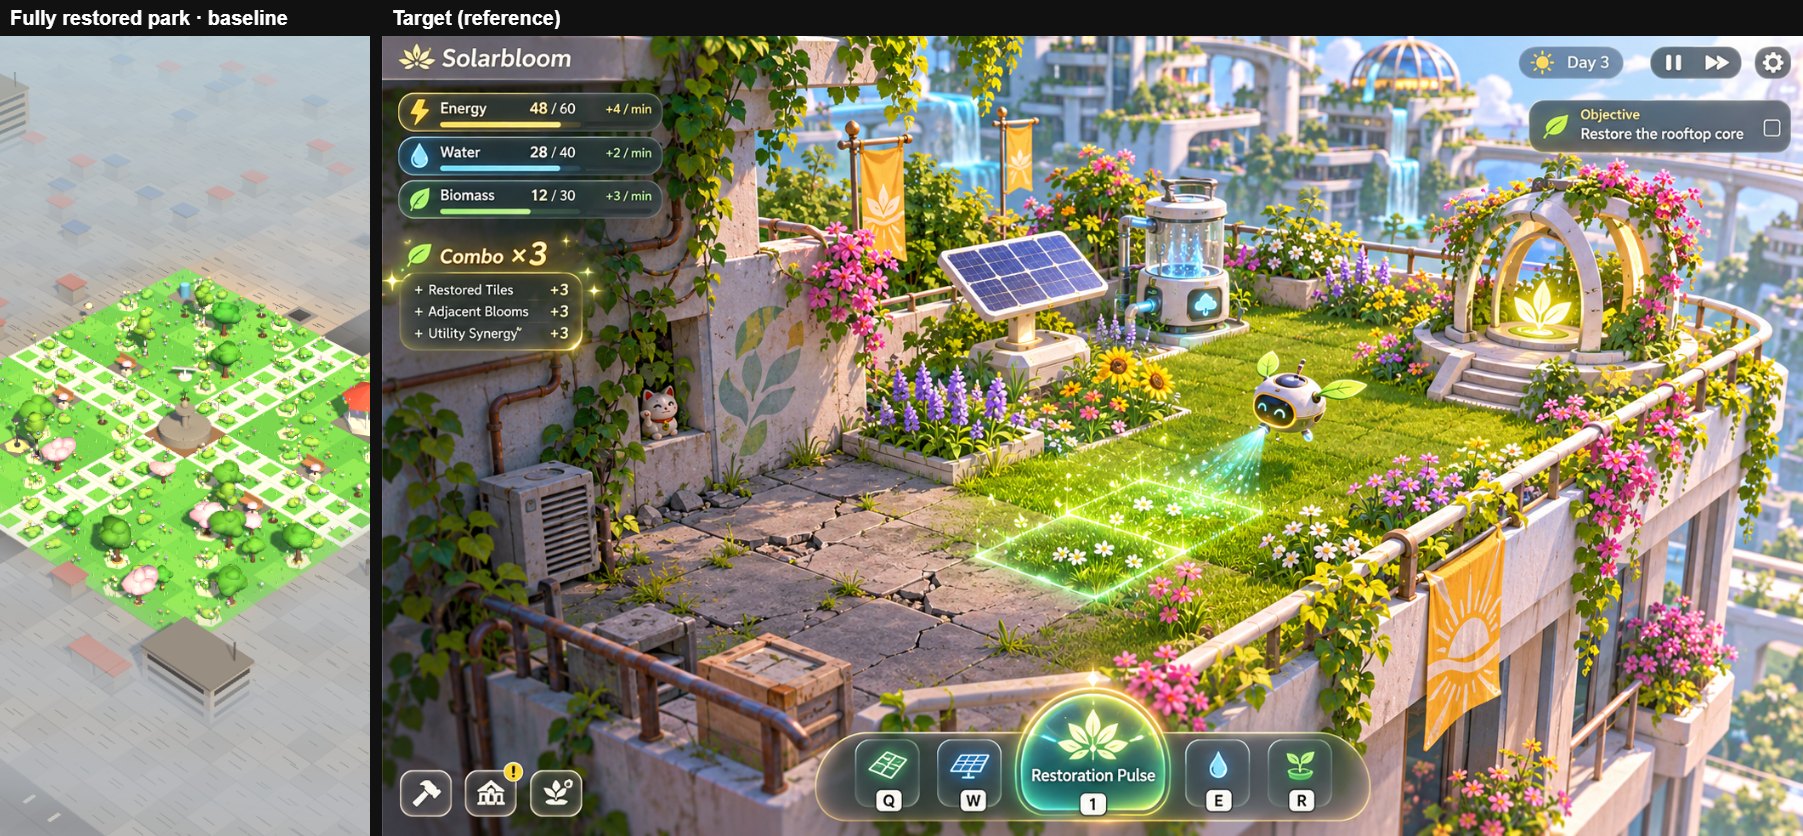 Fully restored park · baseline
Target (reference)
Solarbloom
Energy 48 / 60 +4 / min
Water 28 / 40 +2 / min
Biomass 12 / 30 +3 / min
Combo ×3
+ Restored Tiles +3
+ Adjacent Blooms +3
+ Utility Synergy +3
Day 3
Objective
Restore the rooftop core
!
Restoration Pulse
Q
W
1
E
R